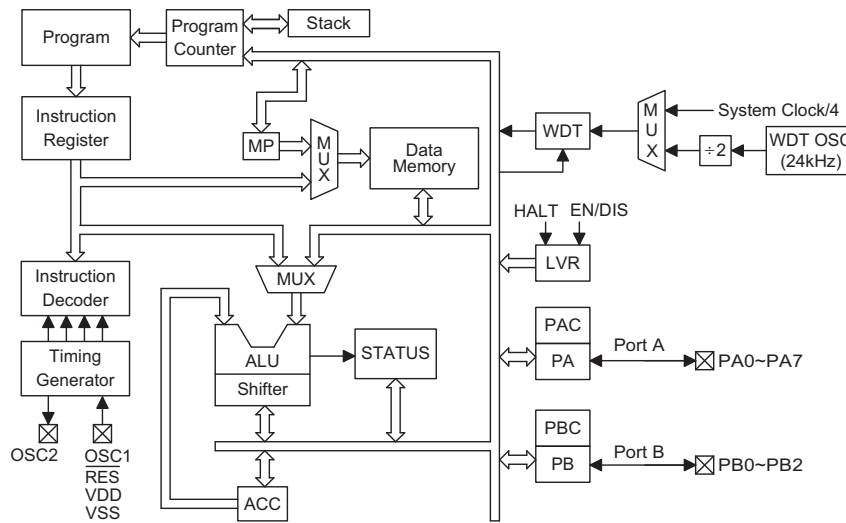 Program
Program
Counter
Stack
Instruction
Register
MP
M
U
X
Data
Memory
WDT
M
U
X
System Clock/4
÷2
WDT OSC
(24kHz)
HALT
EN/DIS
LVR
Instruction
Decoder
MUX
Timing
Generator
ALU
Shifter
STATUS
PAC
PA
Port A
PA0~PA7
PBC
PB
Port B
PB0~PB2
OSC2
OSC1
RES
VDD
VSS
ACC